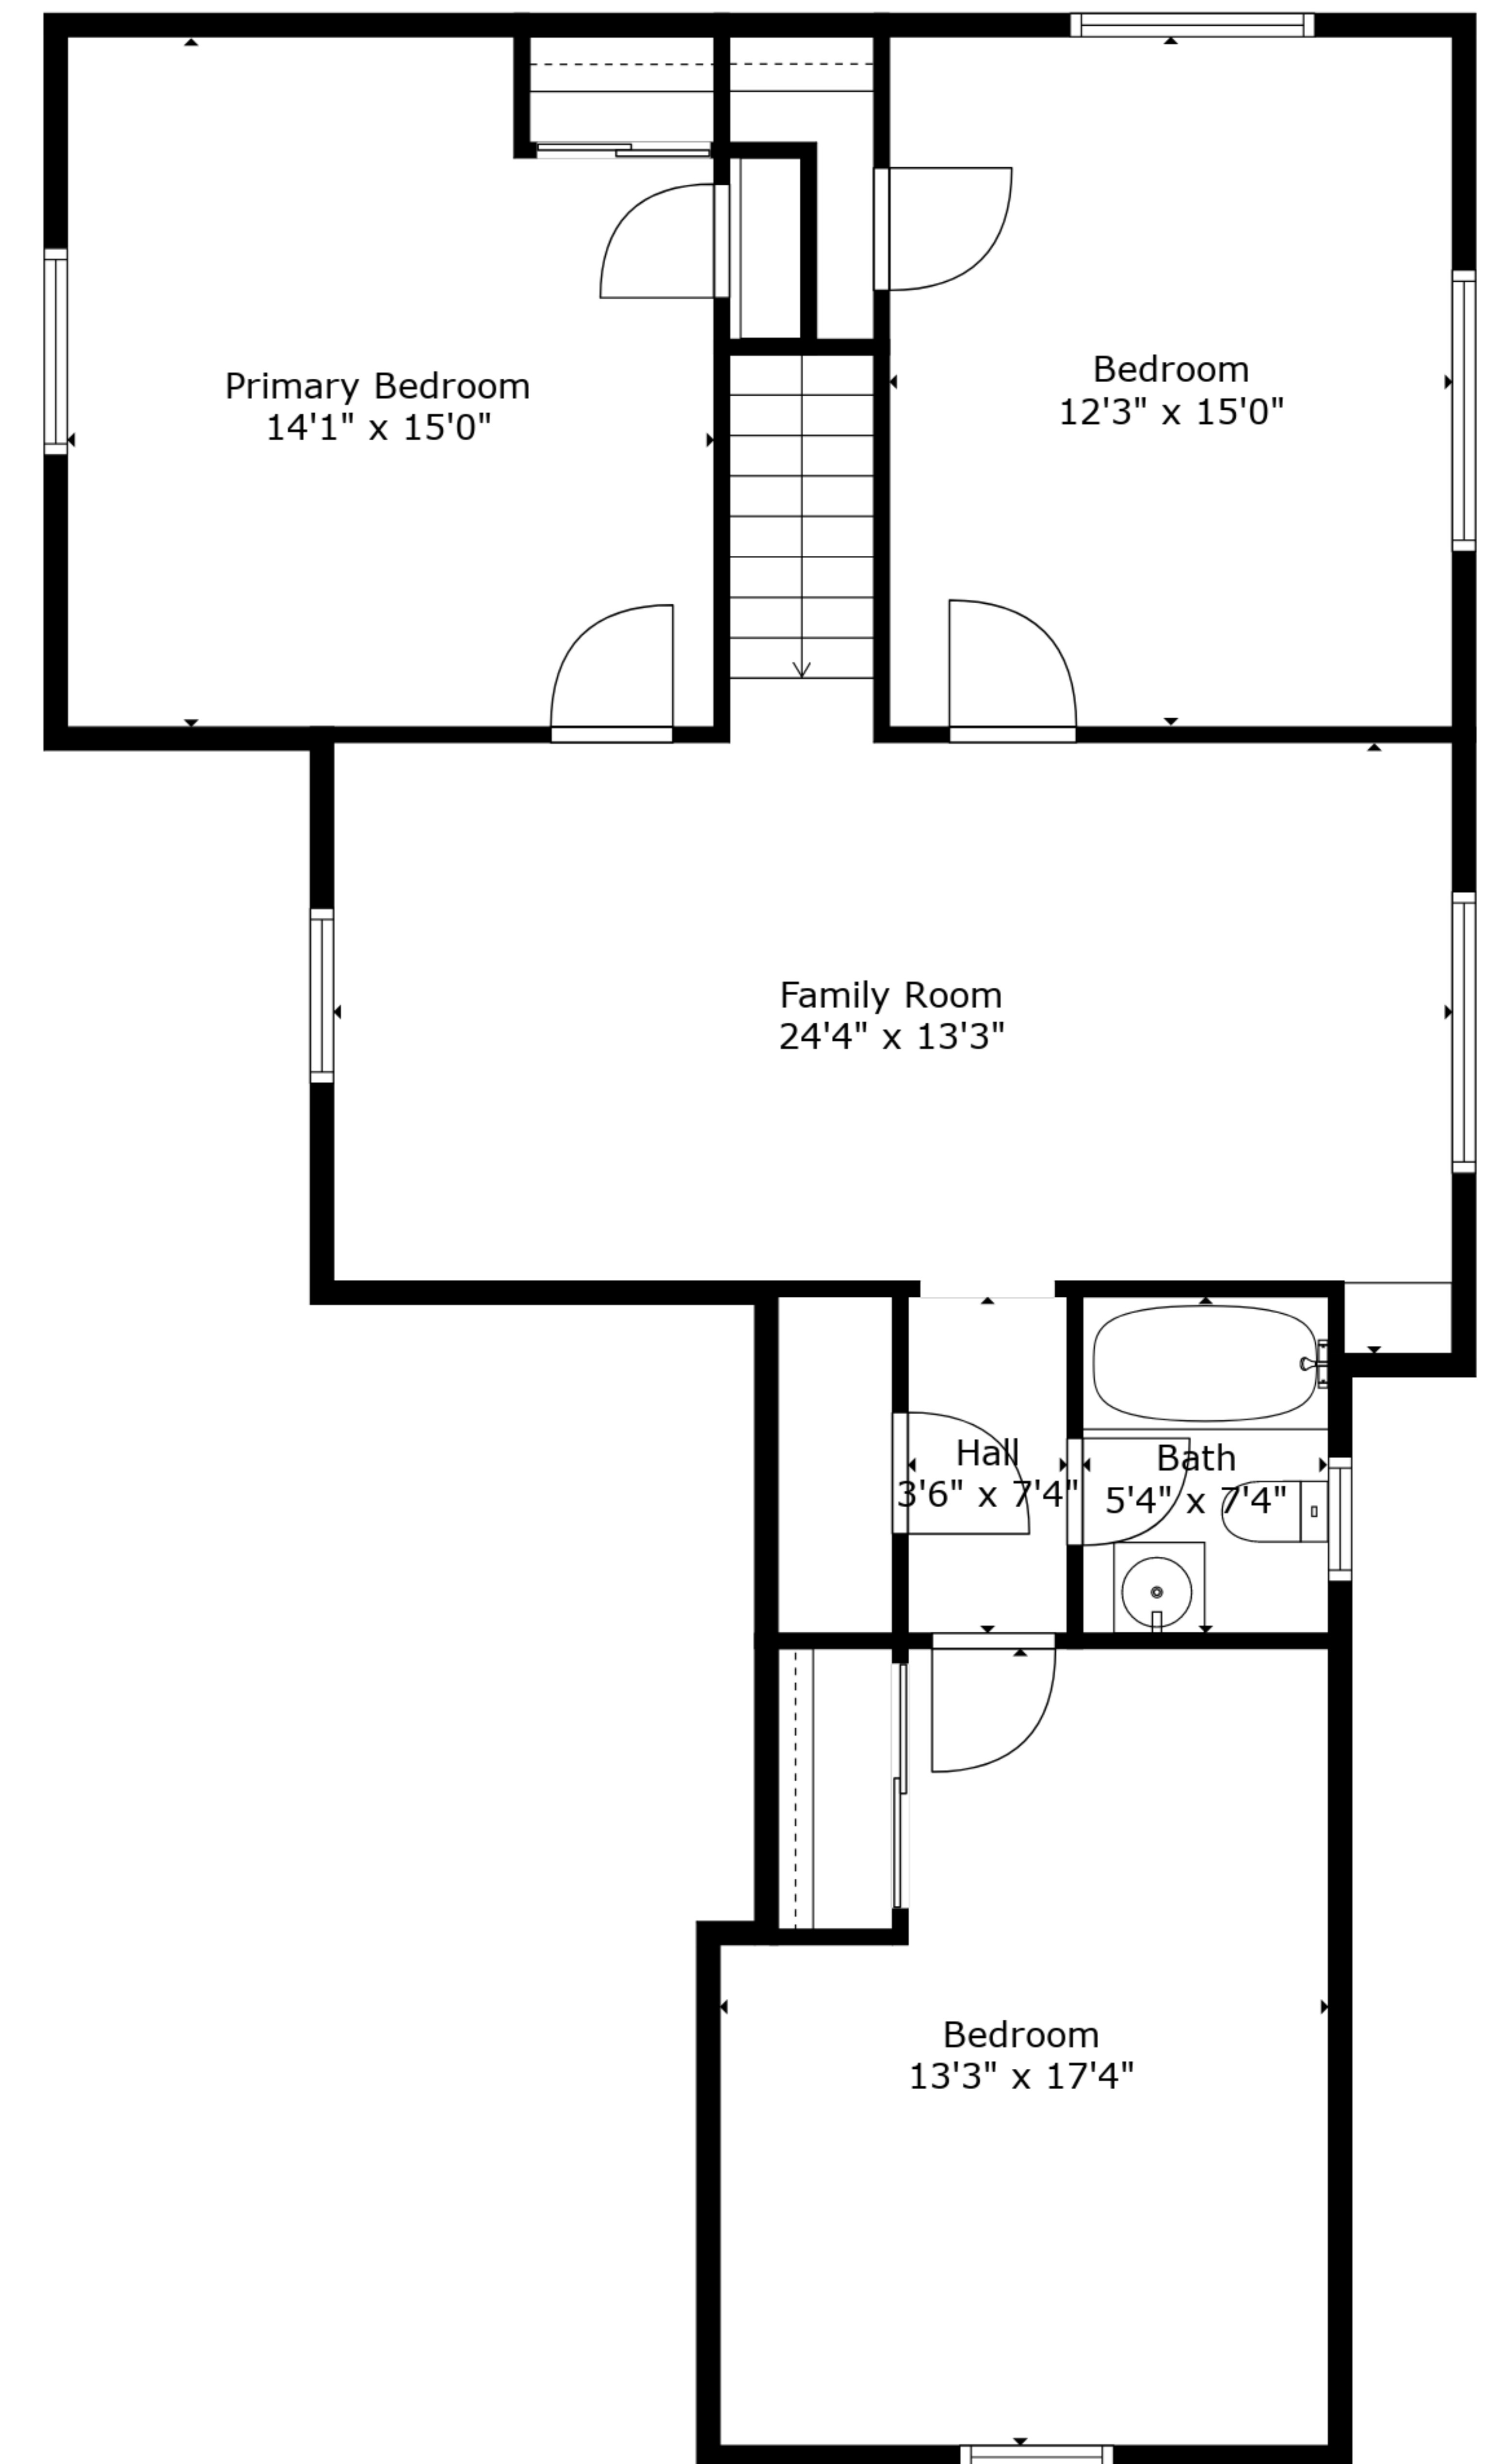 Primary Bedroom
14'1" x 15'0"
Bedroom
12'3" x 15'0"
Family Room
24'4" x 13'3"
Hall
3'6" x 7'4"
Bath
5'4" x 7'4"
Bedroom
13'3" x 17'4"